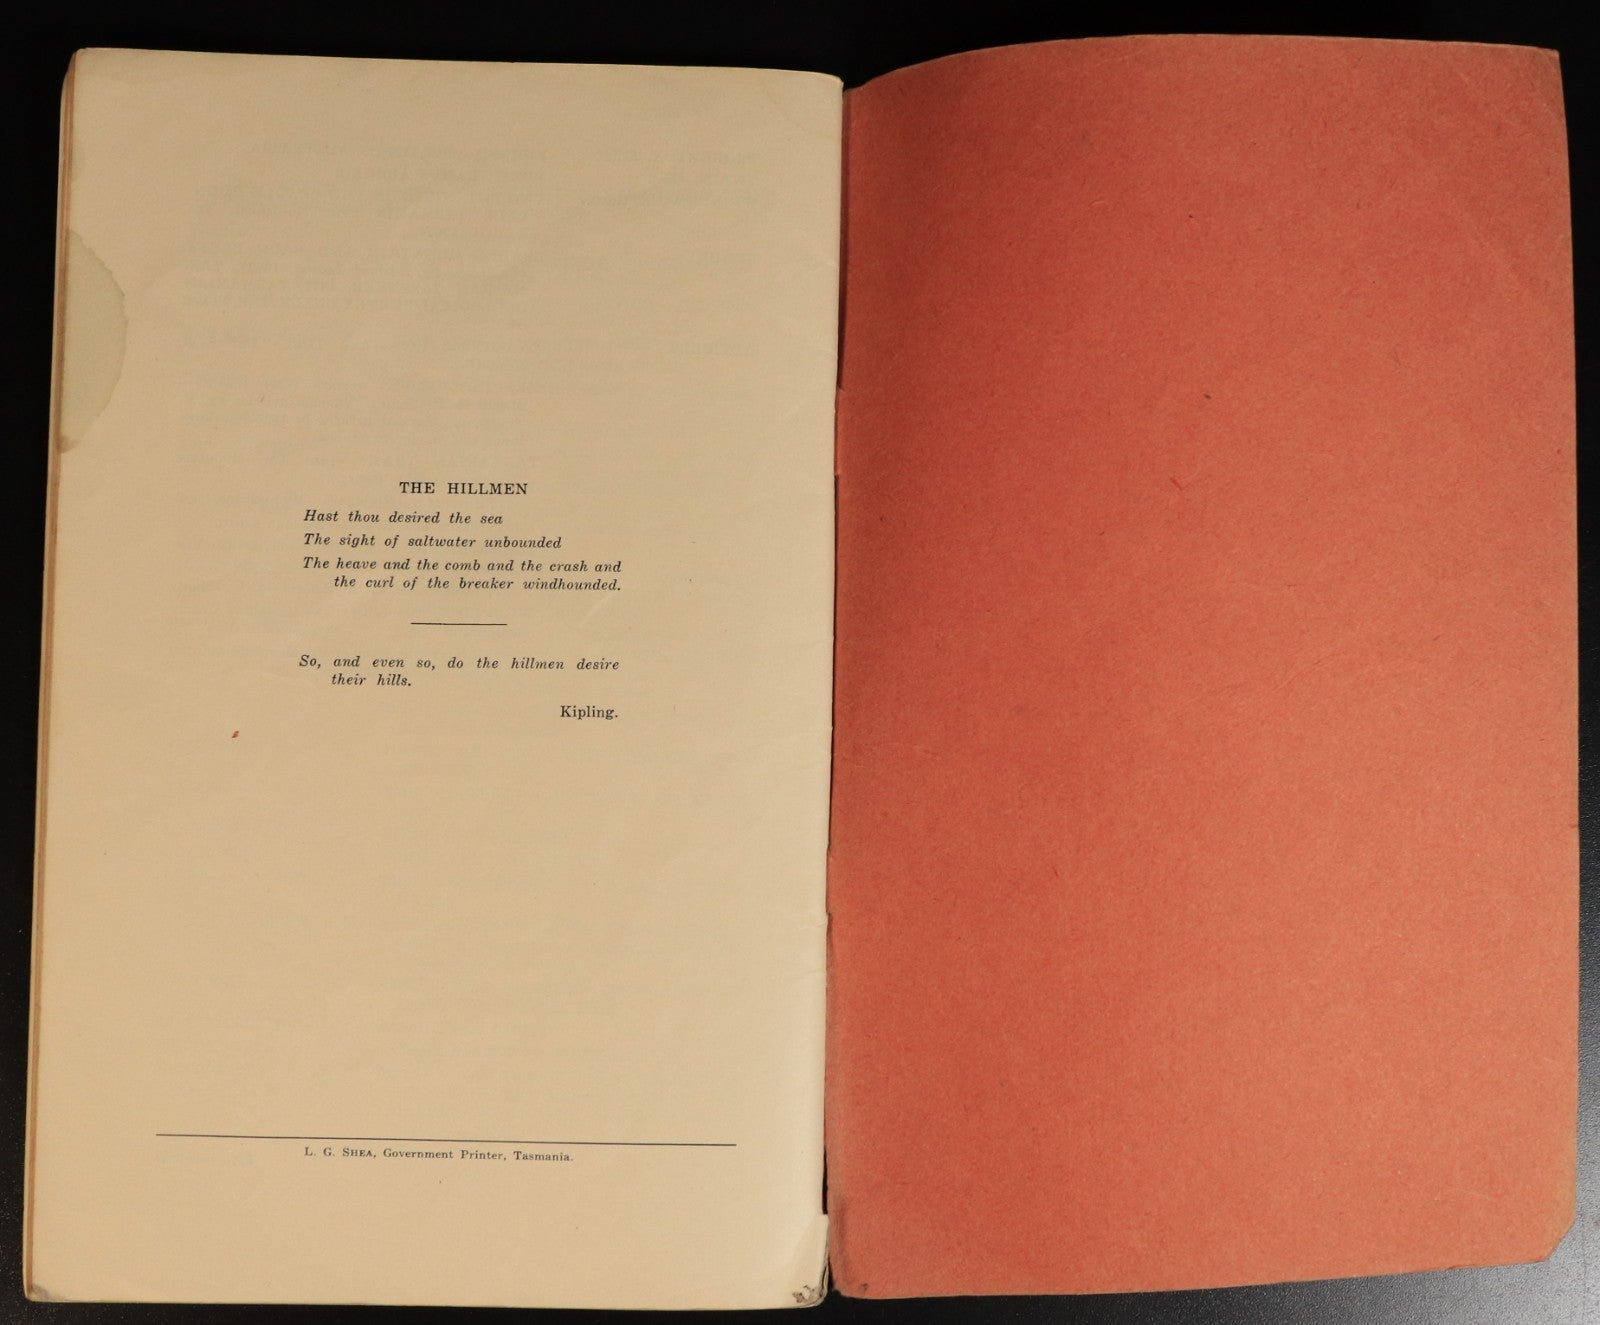 THE HILLMEN
Hast thou desired the sea
The sight of saltwater unbounded
The heave and the comb and the crash and
the curl of the breaker windhounded.
So, and even so, do the hillmen desire
their hills.
Kipling.
L. G. SHEA, Government Printer, Tasmania.